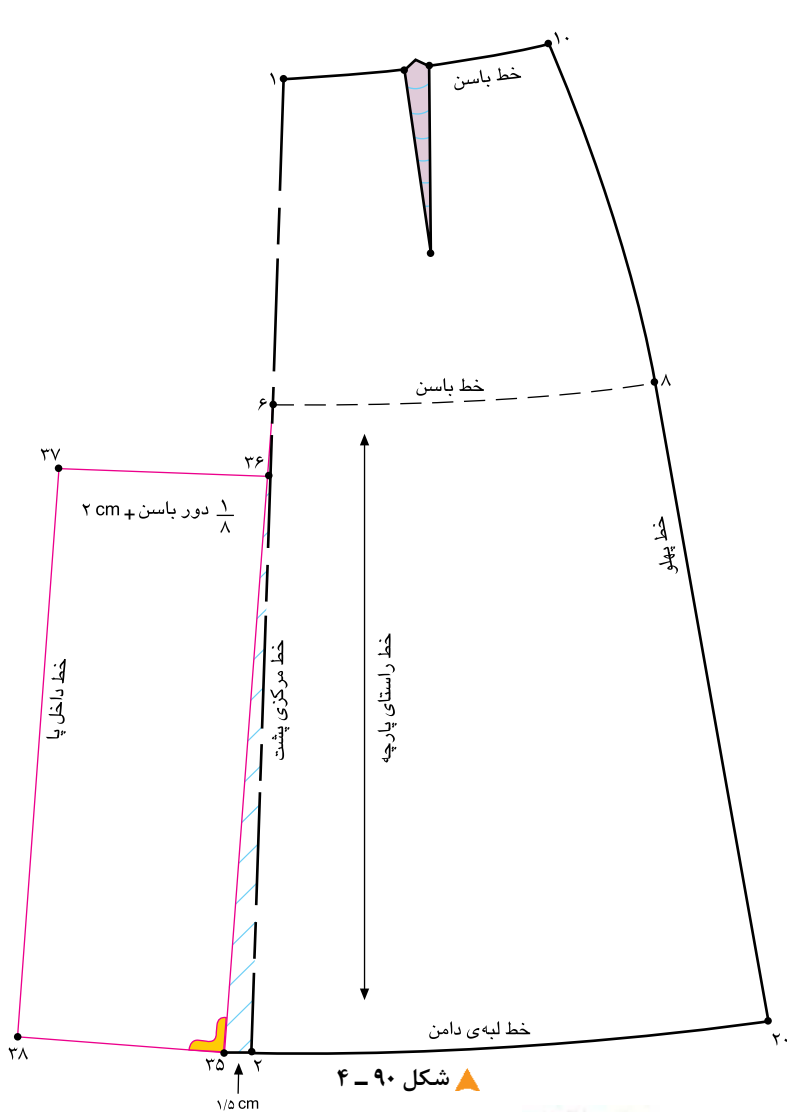 ۱۰
۱
خط باسن
خط باسن
۶
۸
۳۷
۳۶
۱/۸ دور باسن + ۲ cm
خط پهلو
خط داخل پا
خط مرکزی پشت
خط راستای پارچه
خط لبه‌ی دامن
۲۰
۳۸
۳۵
۲
شکل ۹۰ ــ ۴
۱/۵ cm